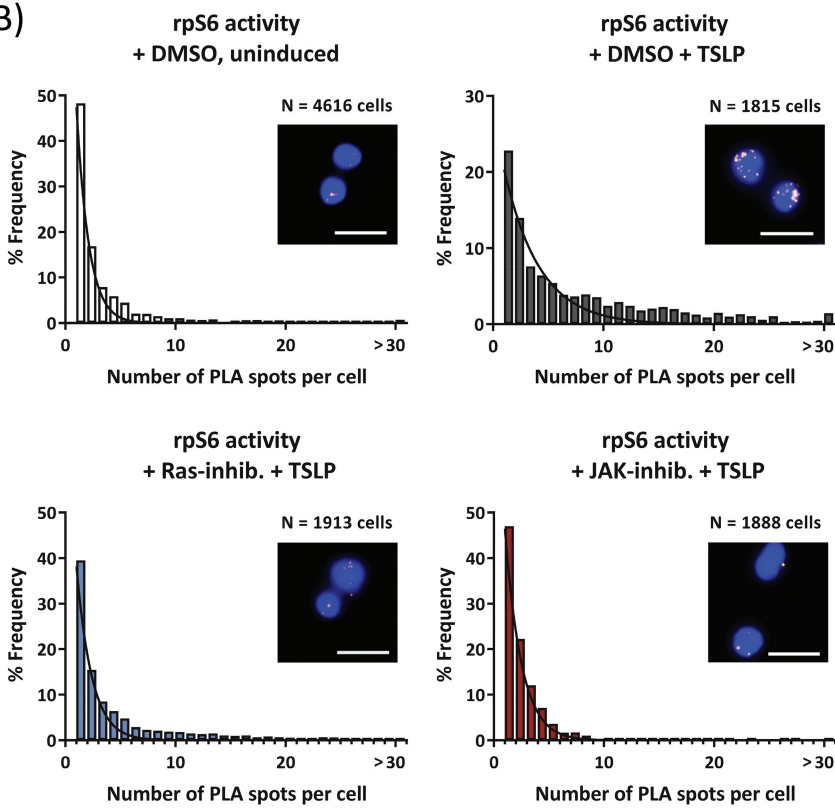 B)
rpS6 activity
+ DMSO, uninduced
N = 4616 cells
% Frequency
50
40
30
20
10
0
0 10 20 >30
Number of PLA spots per cell
rpS6 activity
+ DMSO + TSLP
N = 1815 cells
% Frequency
30
20
10
0
0 10 20 >30
Number of PLA spots per cell
rpS6 activity
+ Ras-inhib. + TSLP
N = 1913 cells
% Frequency
50
40
30
20
10
0
0 10 20 >30
Number of PLA spots per cell
rpS6 activity
+ JAK-inhib. + TSLP
N = 1888 cells
% Frequency
50
40
30
20
10
0
0 10 20 >30
Number of PLA spots per cell